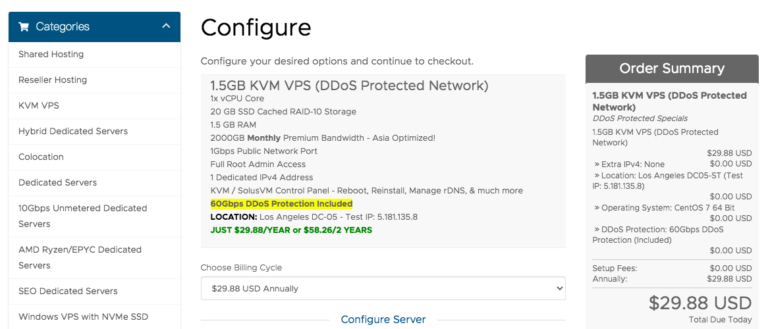 Categories
Shared Hosting
Reseller Hosting
KVM VPS
Hybrid Dedicated Servers
Colocation
Dedicated Servers
10Gbps Unmetered Dedicated
Servers
AMD Ryzen/EPYC Dedicated
Servers
SEO Dedicated Servers
Windows VPS with NVMe SSD
Configure
Configure your desired options and continue to checkout.
1.5GB KVM VPS (DDoS Protected Network)
1x vCPU Core
20 GB SSD Cached RAID-10 Storage
1.5 GB RAM
2000GB Monthly Premium Bandwidth - Asia Optimized!
1Gbps Public Network Port
Full Root Admin Access
1 Dedicated IPv4 Address
KVM / SolusVM Control Panel - Reboot, Reinstall, Manage rDNS, & much more
60Gbps DDoS Protection Included
LOCATION: Los Angeles DC-05 - Test IP: 5.181.135.8
JUST $29.88/YEAR or $58.26/2 YEARS
Choose Billing Cycle
$29.88 USD Annually
Configure Server
Order Summary
1.5GB KVM VPS (DDoS Protected
Network)
DDoS Protected Specials
1.5GB KVM VPS (DDoS Protected
Network)
$29.88 USD
» Extra IPv4: None $0.00 USD
» Location: Los Angeles DC05-ST (Test
IP: 5.181.135.8)
$0.00 USD
» Operating System: CentOS 7 64 Bit
$0.00 USD
» DDoS Protection: 60Gbps DDoS
Protection (Included)
$0.00 USD
Setup Fees: $0.00 USD
Annually: $29.88 USD
$29.88 USD
Total Due Today